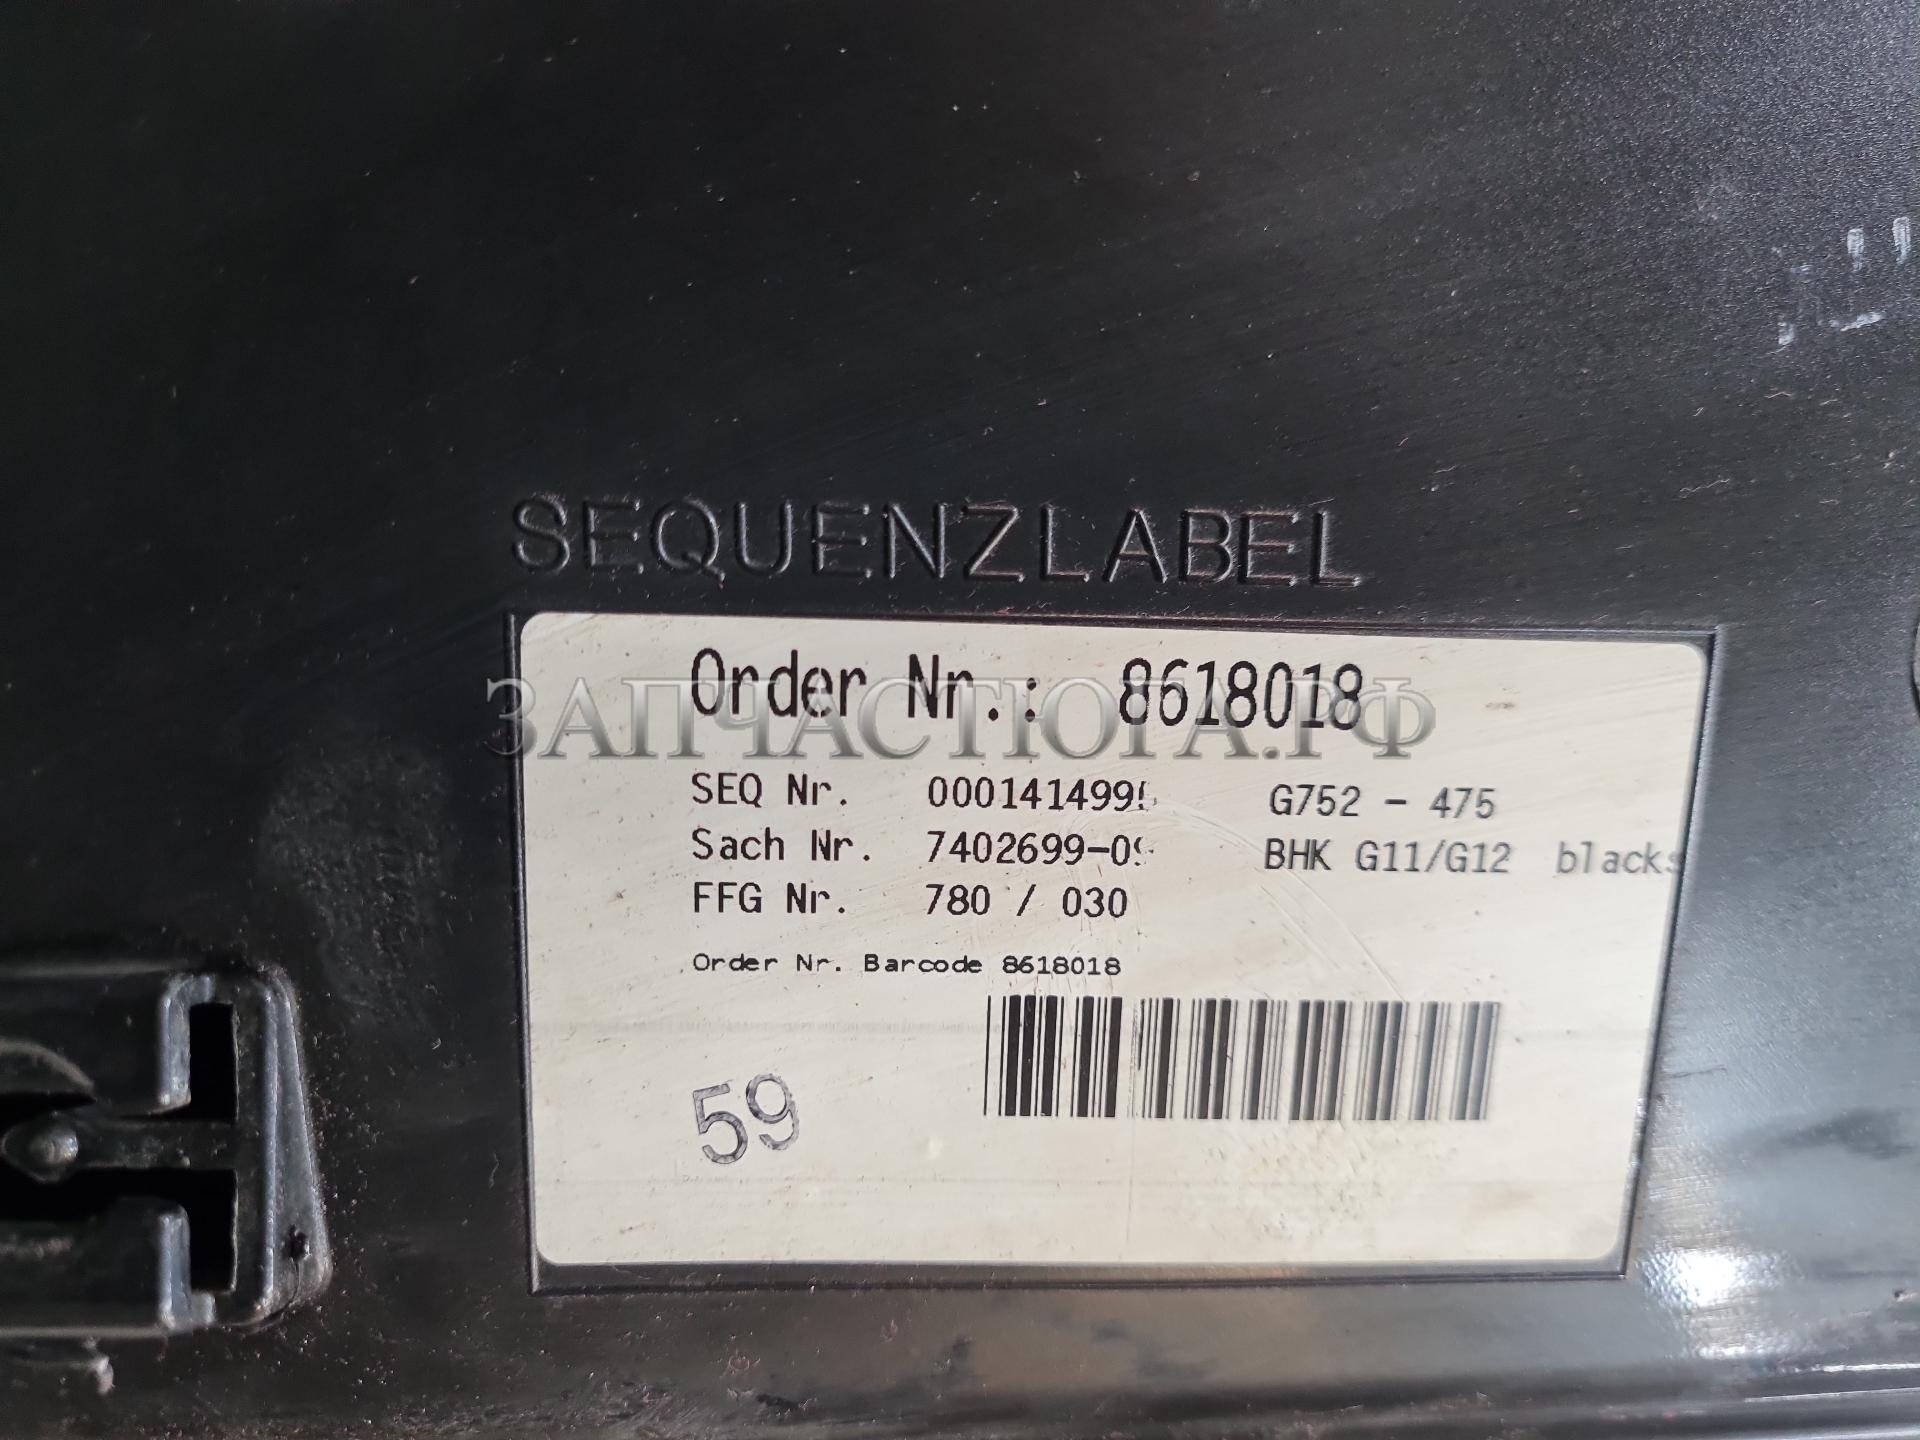 SEQUENZLABEL
Order Nr.: 8618018
ЗАПЧАСТЮГА.РФ
SEQ Nr. G752 - 475
Sach Nr. BHK G11/G12
FFG Nr. 780 / 030
Order Nr. Barcode 8618018
59